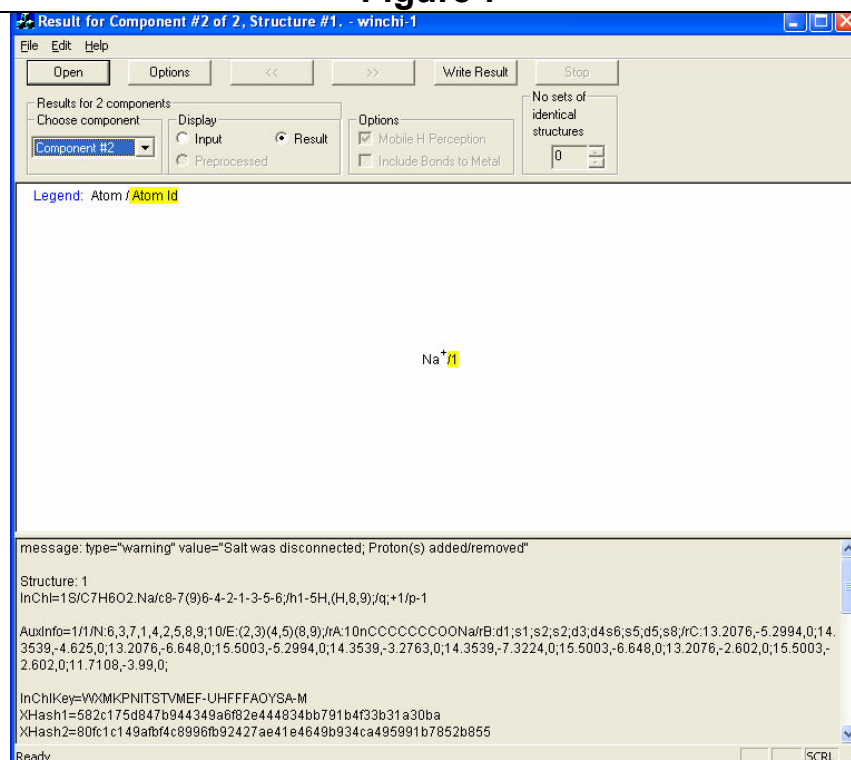 Result for Component #2 of 2, Structure #1. - winchi-1
File Edit Help
Open Options << >> Write Result Stop
Results for 2 components
Choose component
Component #2
Display
Input Result
Preprocessed
Options
Mobile H Perception
Include Bonds to Metal
No sets of
identical
structures
0
Legend: Atom / Atom Id
Na+/1
message: type="warning" value="Salt was disconnected; Proton(s) added/removed"
Structure: 1
InChI=1S/C7H6O2.Na/c8-7(9)6-4-2-1-3-5-6;/h1-5H,(H,8,9);/q;+1/p-1
AuxInfo=1/1/N:6,3,7,1,4,2,5,8,9;10/E:(2,3)(4,5)(8,9);/rA:10nCCCCCCCOONa/rB:d1;s1;s2;s2;d3;d4s6;s5;d5;s8;/rC:13.2076,-5.2994,0;14.
3539,-4.625,0;13.2076,-6.648,0;15.5003,-5.2994,0;14.3539,-3.2763,0;14.3539,-7.3224,0;15.5003,-6.648,0;13.2076,-2.602,0;15.5003,-
2.602,0;11.7108,-3.99,0;
InChIKey=WXMKPNITSTVMEF-UHFFFAOYSA-M
XHash1=582c175d847b944349a6f82e444834bb791b4f33b31a30ba
XHash2=80fc1c149afbf4c8996fb92427ae41e4649b934ca495991b7852b855
Ready SCRL